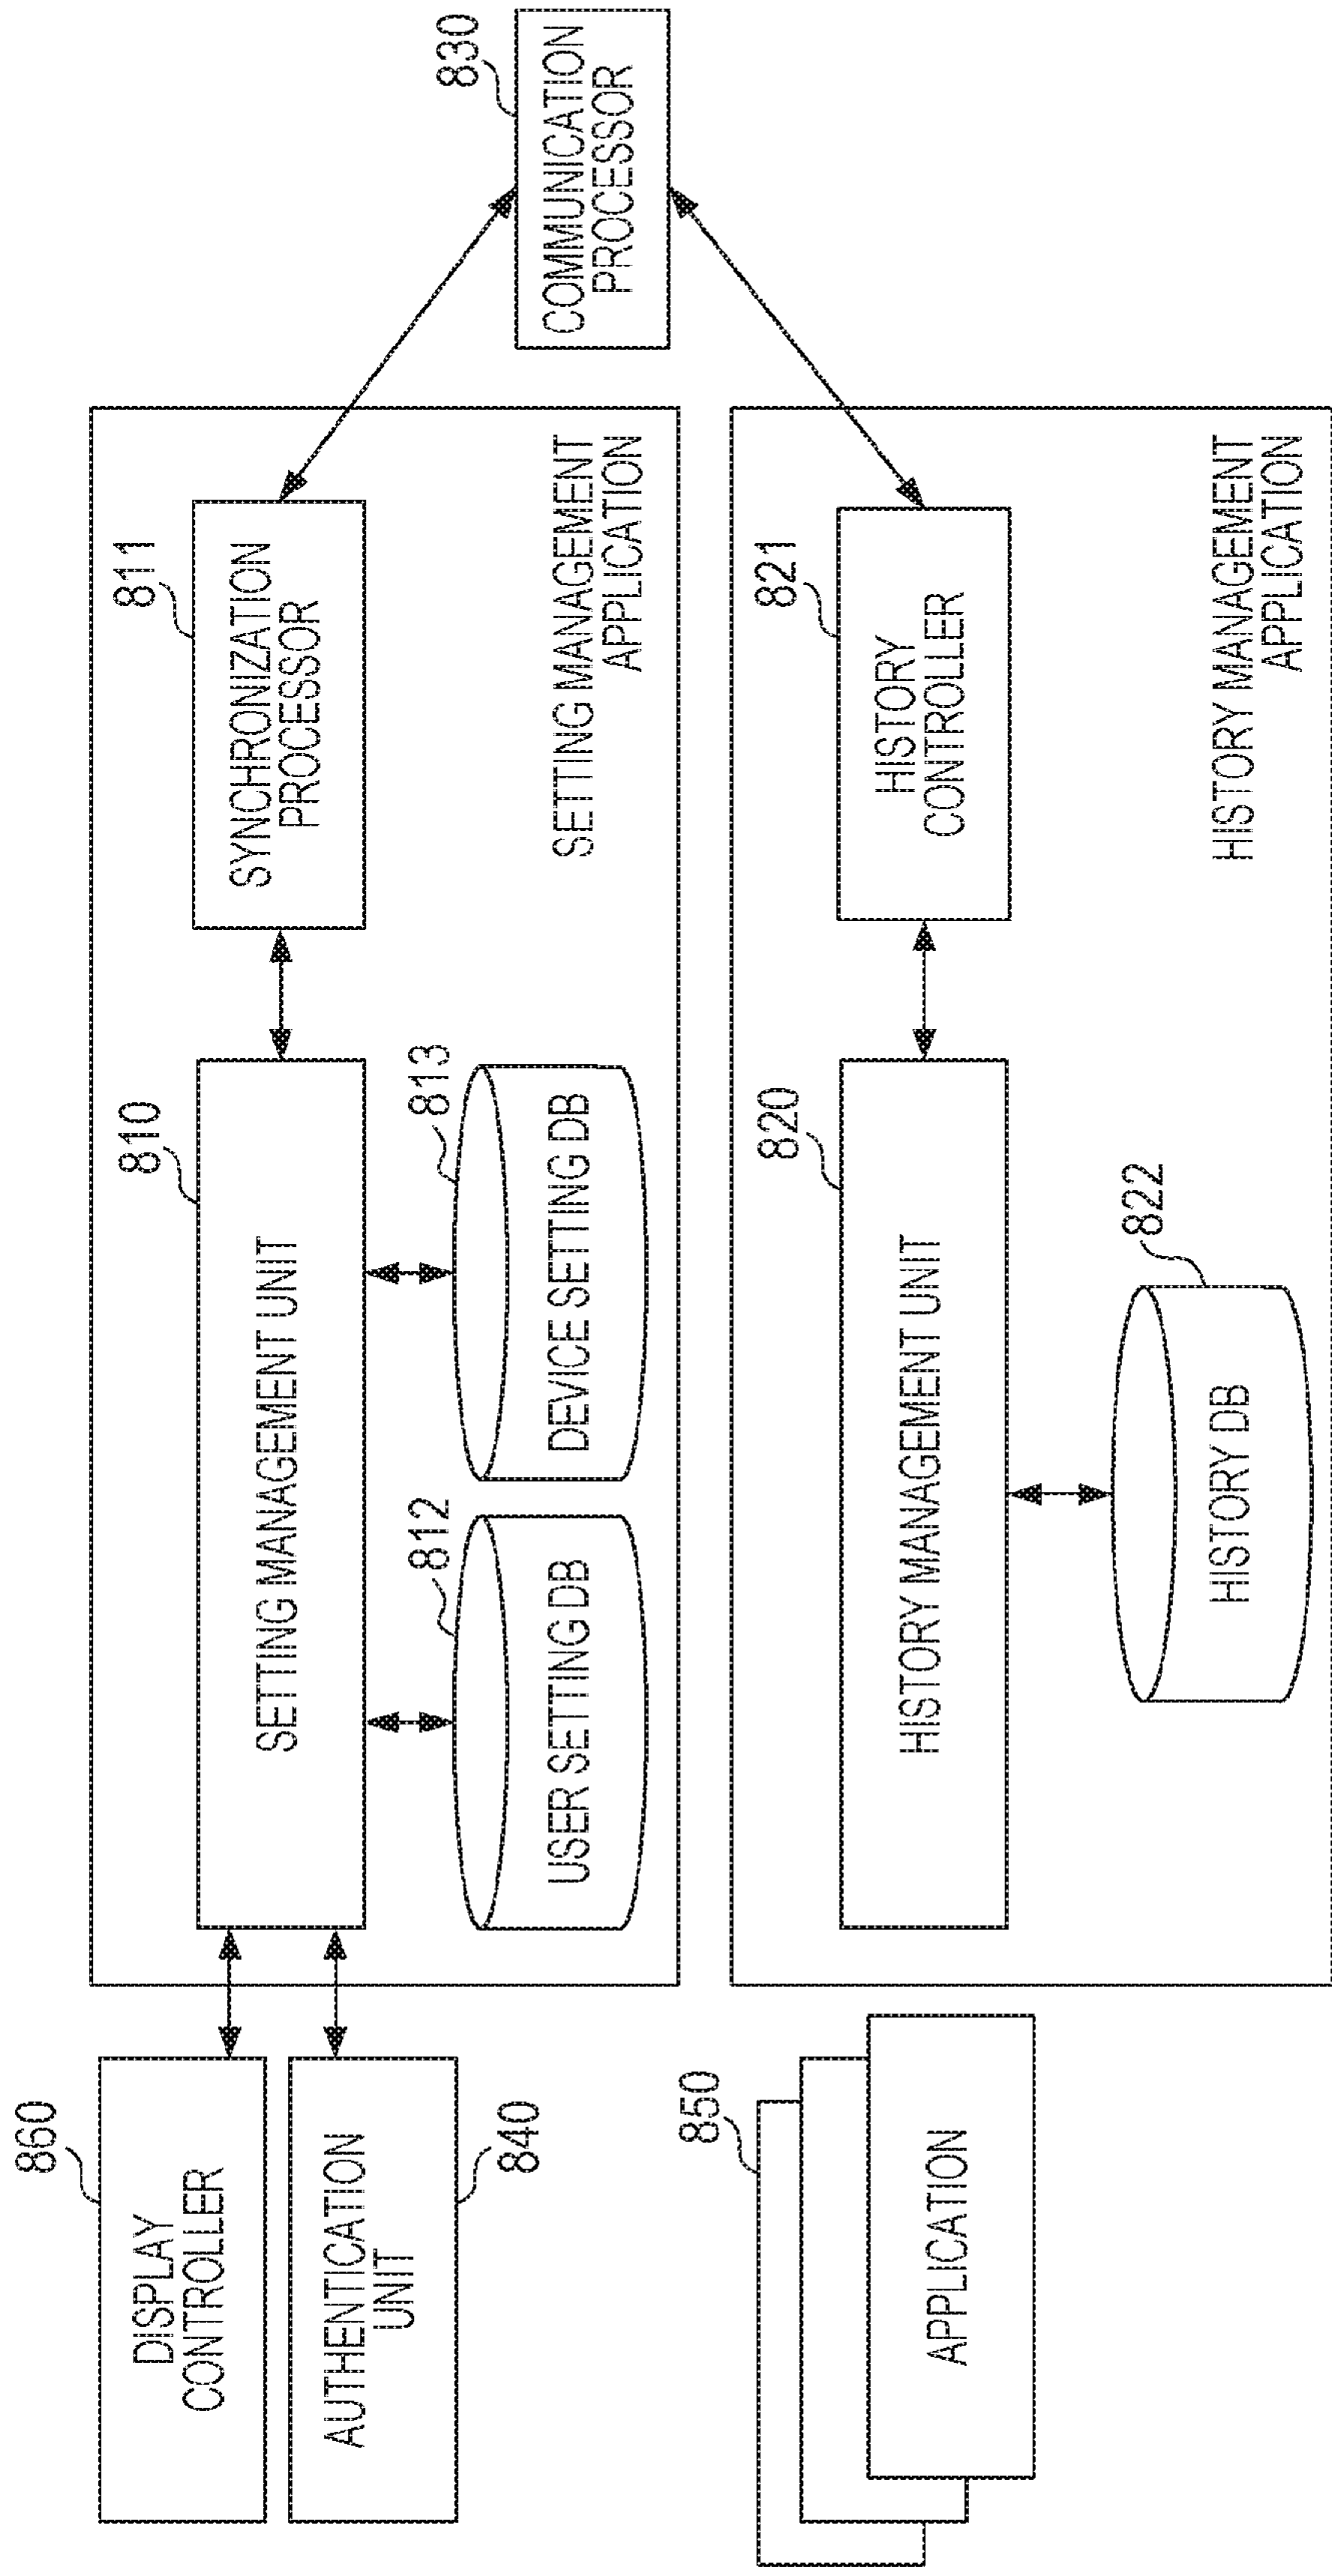 860
DISPLAY
CONTROLLER
AUTHENTICATION
UNIT
840
850
APPLICATION
810
SETTING MANAGEMENT UNIT
812
USER SETTING DB
813
DEVICE SETTING DB
811
SYNCHRONIZATION
PROCESSOR
SETTING MANAGEMENT
APPLICATION
820
HISTORY MANAGEMENT UNIT
822
HISTORY DB
821
HISTORY
CONTROLLER
HISTORY MANAGEMENT
APPLICATION
830
COMMUNICATION
PROCESSOR